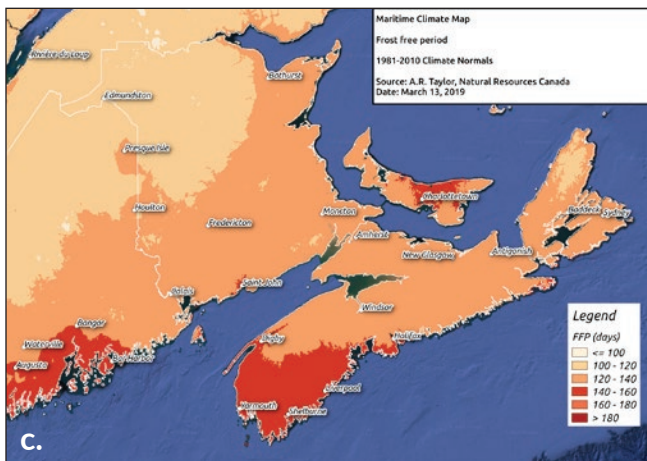 Maritime Climate Map
Frost free period
1981-2010 Climate Normals
Source: A.R. Taylor, Natural Resources Canada
Date: March 13, 2019
Rivière du Loup
Bathurst
Edmundston
Presque Isle
Charlottetown
Houlton
Moncton
Baddeck
Sydney
Fredericton
Amherst
New Glasgow
Antigonish
Calais
Saint John
Windsor
Bangor
Waterville
Digby
Halifax
Bar Harbor
Augusta
Liverpool
Yarmouth
Shelburne
Legend
FFP (days)
<= 100
100 - 120
120 - 140
140 - 160
160 - 180
> 180
C.